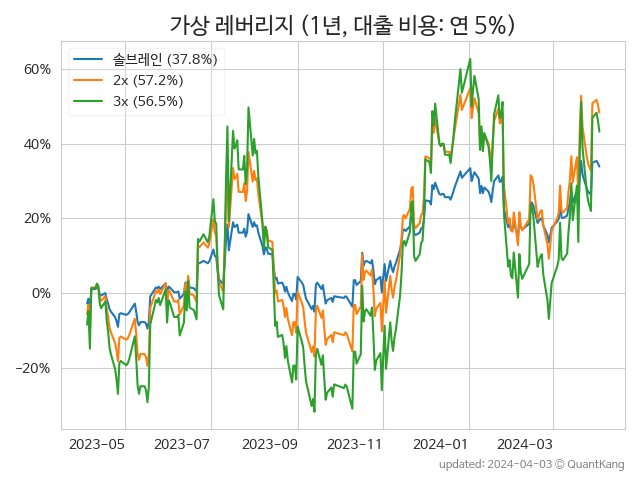 가상 레버리지 (1년, 대출 비용: 연 5%)
솔브레인 (37.8%)
2x (57.2%)
3x (56.5%)
60%
40%
20%
0%
−20%
2023-05 2023-07 2023-09 2023-11 2024-01 2024-03
updated: 2024-04-03 © QuantKang